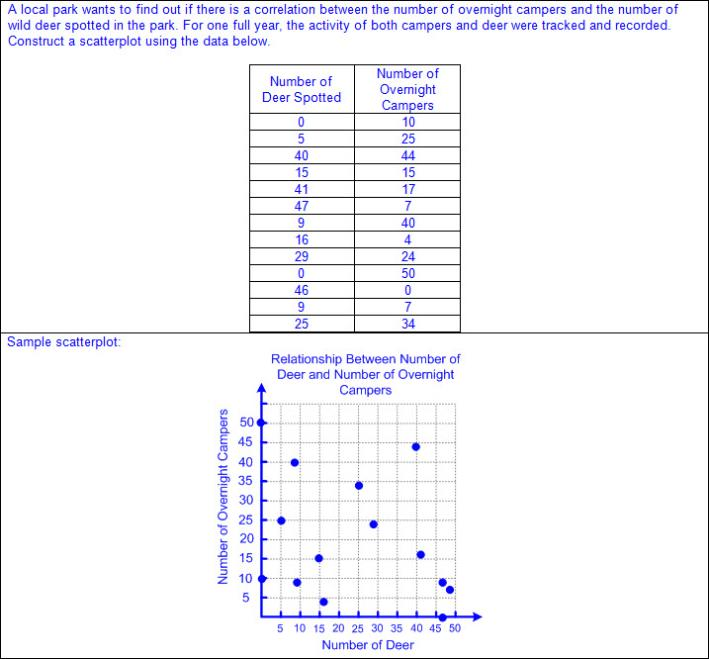 A local park wants to find out if there is a correlation between the number of overnight campers and the number of
wild deer spotted in the park. For one full year, the activity of both campers and deer were tracked and recorded.
Construct a scatterplot using the data below.
Number of
Deer Spotted
Number of
Overnight
Campers
0 10
5 25
40 44
15 15
41 17
47 7
9 40
16 4
29 24
0 50
46 0
9 7
25 34
Sample scatterplot:
Relationship Between Number of
Deer and Number of Overnight
Campers
Number of Overnight Campers
50
45
40
35
30
25
20
15
10
5
5 10 15 20 25 30 35 40 45 50
Number of Deer